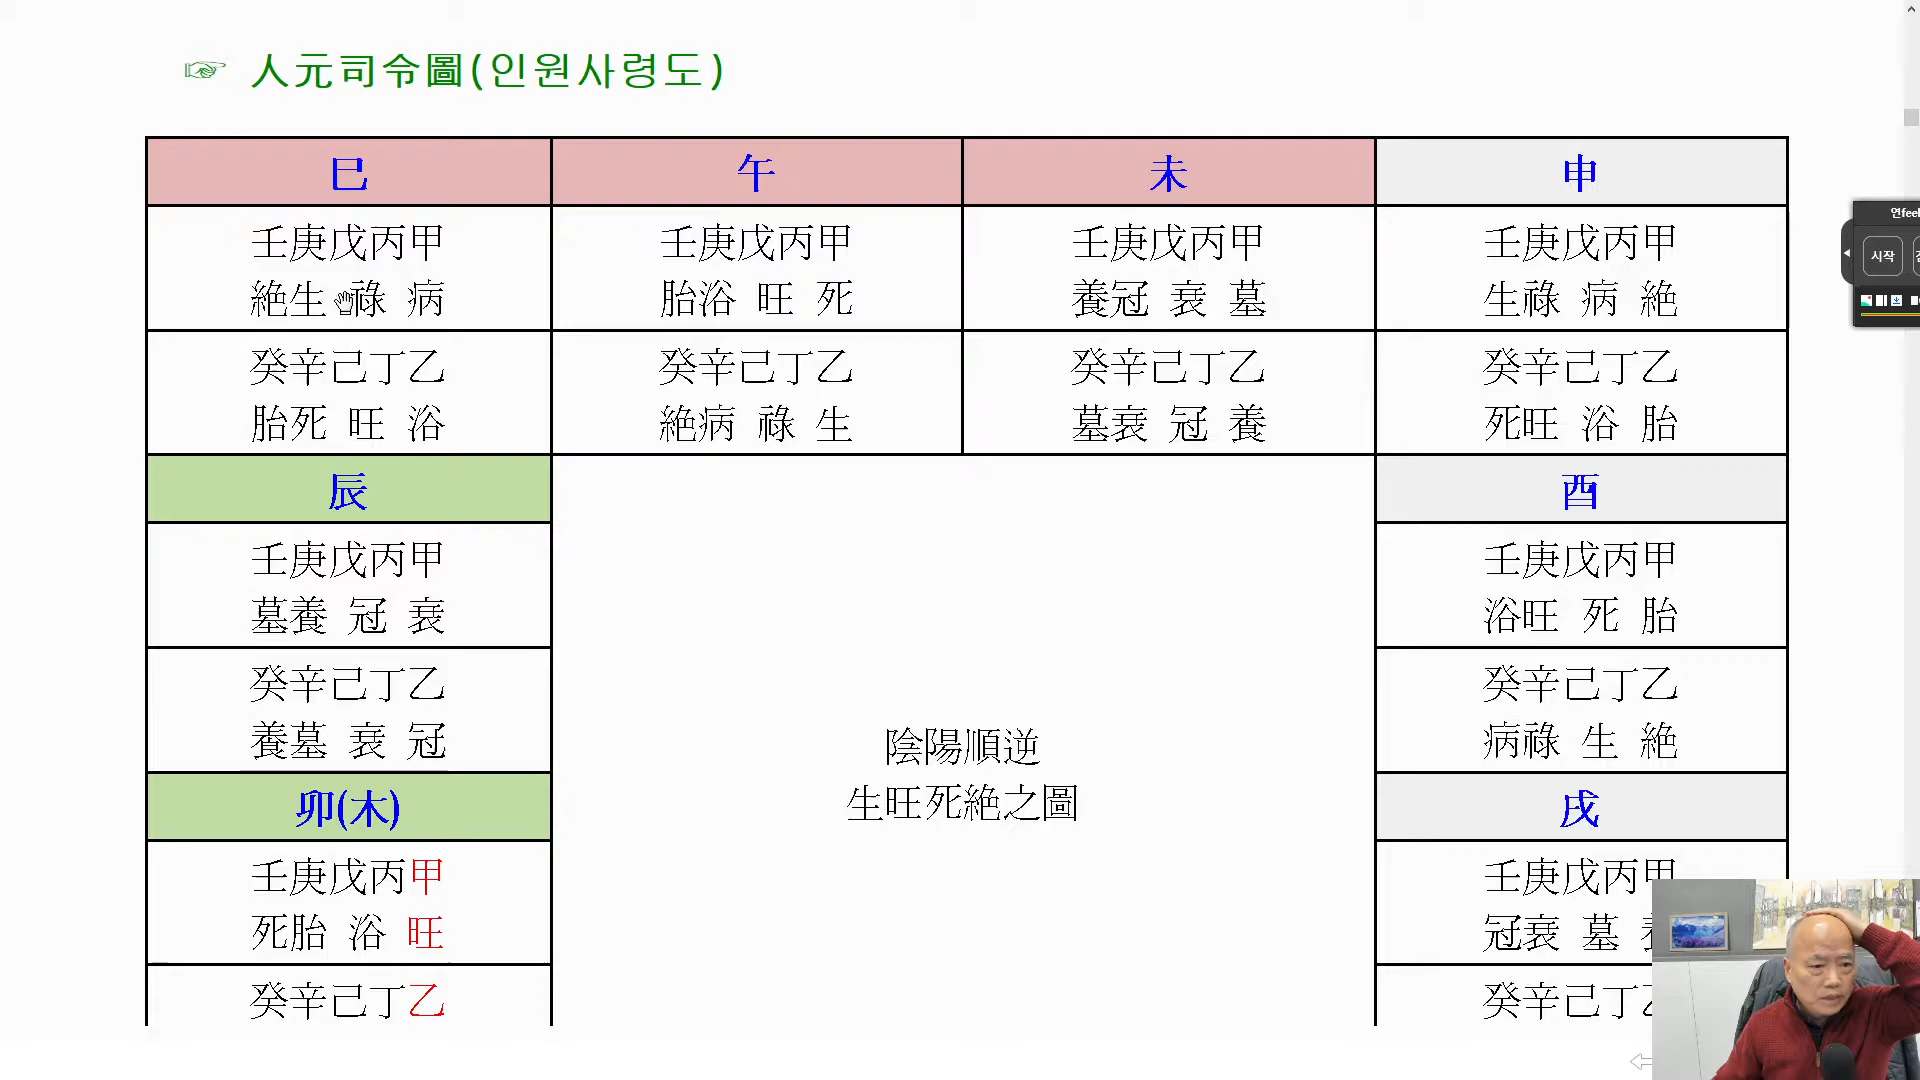 ☞ 人元司令圖(인원사령도)
巳 午 未 申
壬庚戊丙甲 壬庚戊丙甲 壬庚戊丙甲 壬庚戊丙甲
絶生 祿 病 胎浴 旺 死 養冠 衰 墓 生祿 病 絶
癸辛己丁乙 癸辛己丁乙 癸辛己丁乙 癸辛己丁乙
胎死 旺 浴 絶病 祿 生 墓衰 冠 養 死旺 浴 胎
辰 酉
壬庚戊丙甲 壬庚戊丙甲
墓養 冠 衰 浴旺 死 胎
癸辛己丁乙 癸辛己丁乙
養墓 衰 冠 病祿 生 絶
陰陽順逆
生旺死絶之圖
卯(木) 戌
壬庚戊丙甲 壬庚戊丙甲
死胎 浴 旺 冠衰 墓
癸辛己丁乙 癸辛己丁
연feel
시작